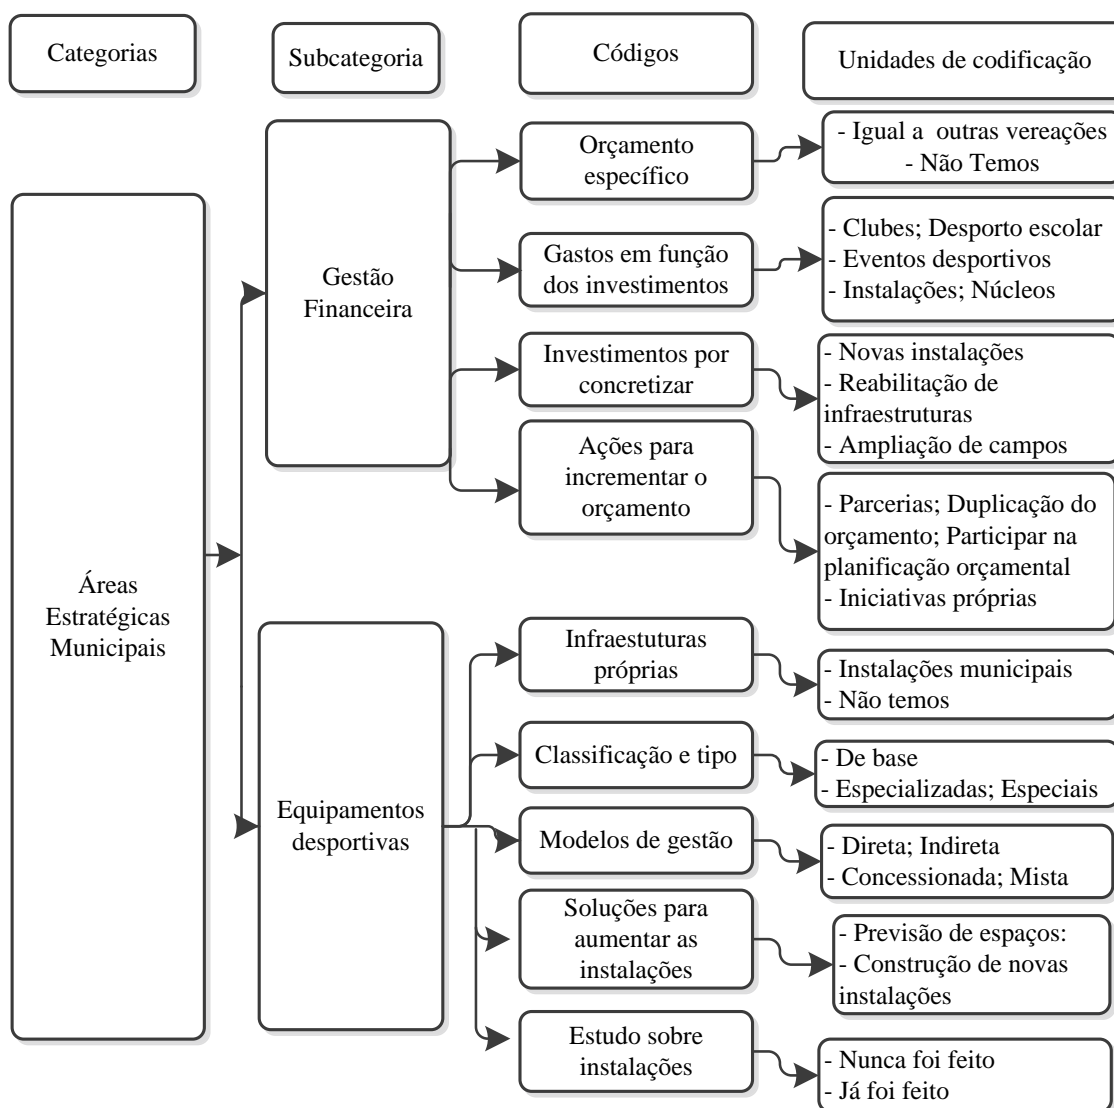 Categorias
Subcategoria
Códigos
Unidades de codificação
Áreas
Estratégicas
Municipais
Gestão
Financeira
Orçamento
específico
- Igual a outras vereações
- Não Temos
Gastos em função
dos investimentos
- Clubes; Desporto escolar
- Eventos desportivos
- Instalações; Núcleos
Investimentos por
concretizar
- Novas instalações
- Reabilitação de
infraestruturas
- Ampliação de campos
Ações para
incrementar o
orçamento
- Parcerias; Duplicação do
orçamento; Participar na
planificação orçamental
- Iniciativas próprias
Equipamentos
desportivas
Infraestuturas
próprias
- Instalações municipais
- Não temos
Classificação e tipo
- De base
- Especializadas; Especiais
Modelos de gestão
- Direta; Indireta
- Concessionada; Mista
Soluções para
aumentar as
instalações
- Previsão de espaços:
- Construção de novas
instalações
Estudo sobre
instalações
- Nunca foi feito
- Já foi feito